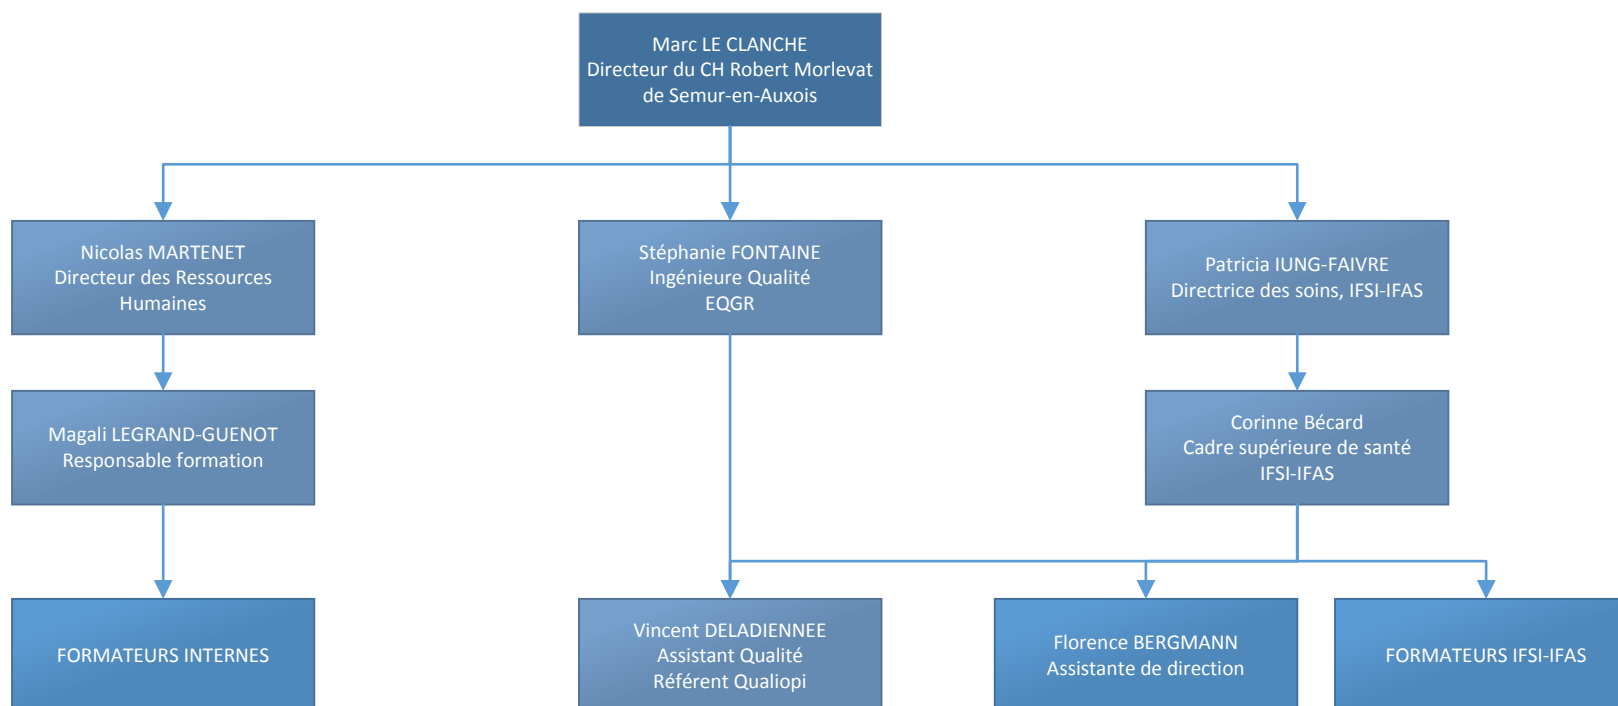 Marc LE CLANCHE
Directeur du CH Robert Morlevat
de Semur-en-Auxois
Nicolas MARTENET
Directeur des Ressources
Humaines
Stéphanie FONTAINE
Ingénieure Qualité
EQGR
Patricia IUNG-FAIVRE
Directrice des soins, IFSI-IFAS
Magali LEGRAND-GUENOT
Responsable formation
Corinne Bécard
Cadre supérieure de santé
IFSI-IFAS
FORMATEURS INTERNES
Vincent DELADIENNEE
Assistant Qualité
Référent Qualiopi
Florence BERGMANN
Assistante de direction
FORMATEURS IFSI-IFAS